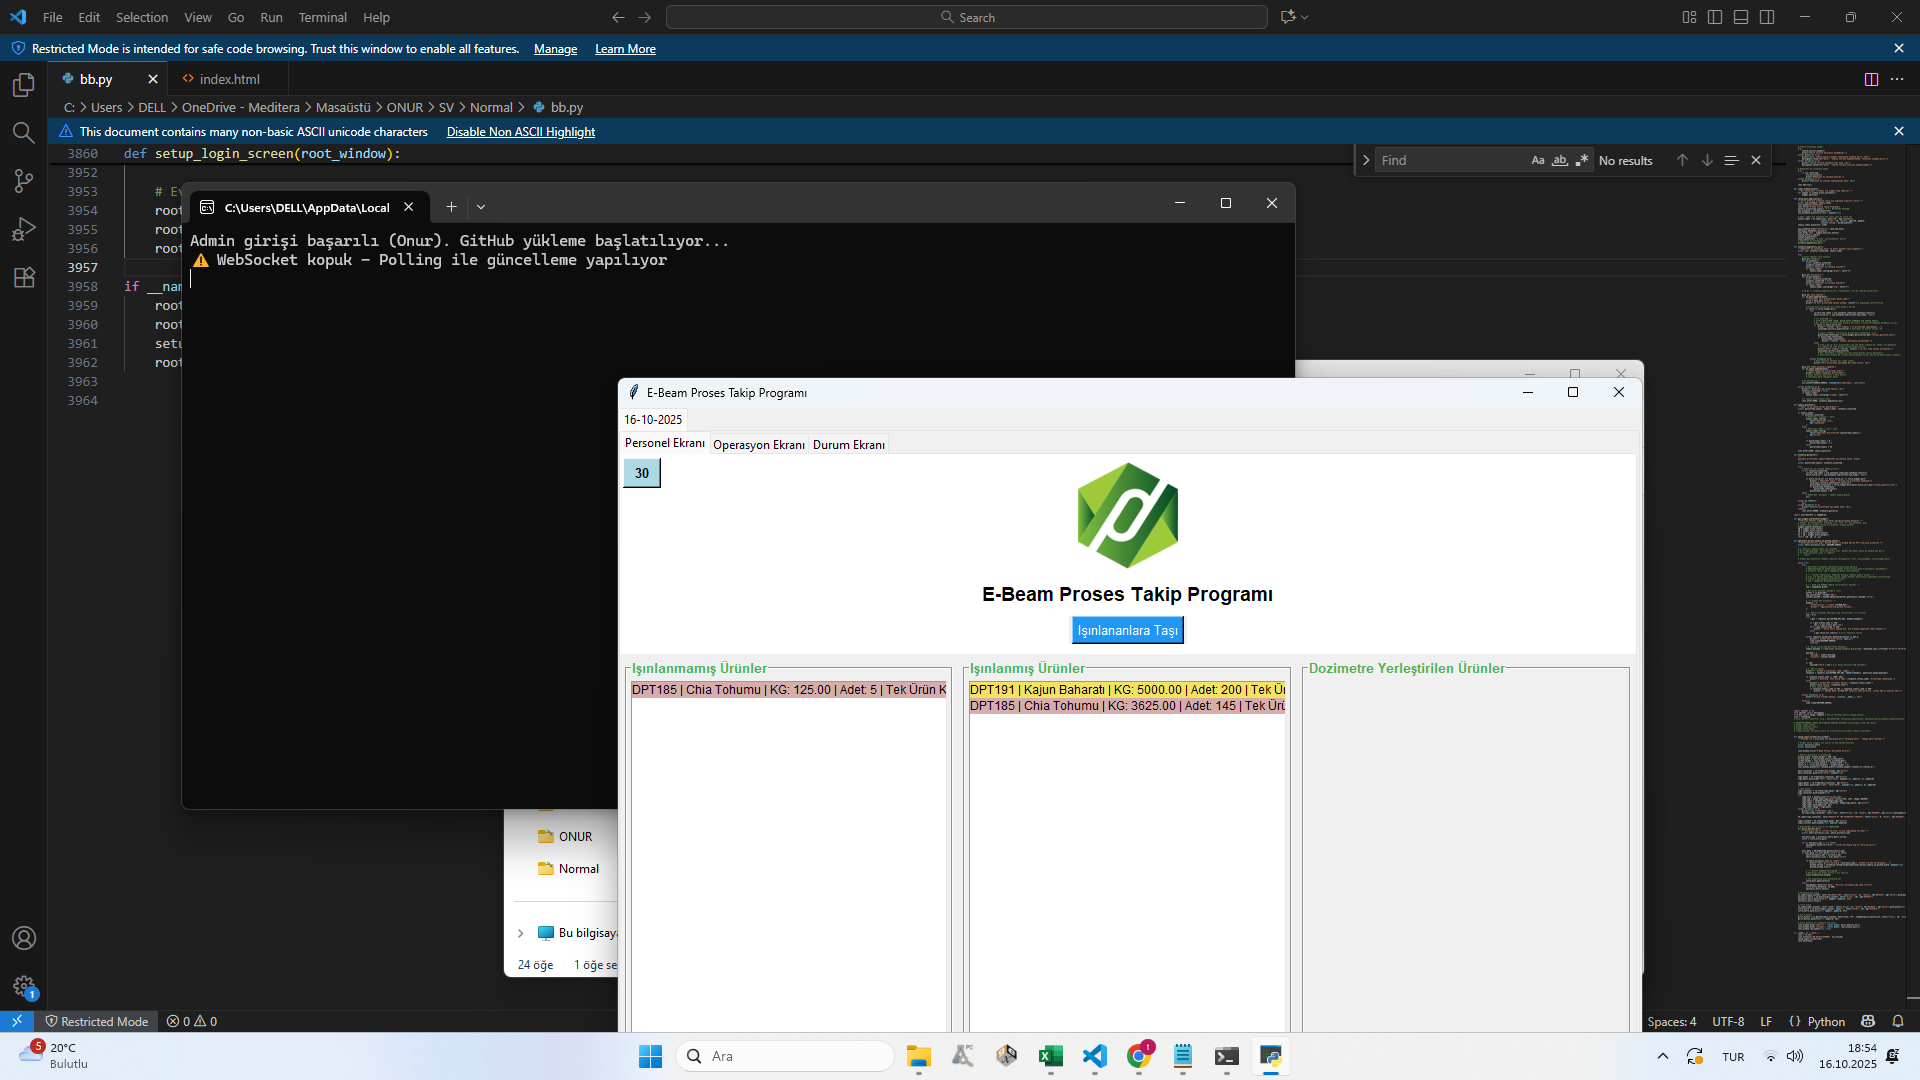 File Edit Selection View Go Run Terminal Help
Search
Restricted Mode is intended for safe code browsing. Trust this window to enable all features. Manage Learn More
bb.py
index.html
C: > Users > DELL > OneDrive - Meditera > Masaüstü > ONUR > SV > Normal > bb.py
This document contains many non-basic ASCII unicode characters Disable Non ASCII Highlight
3860 def setup_login_screen(root_window):
Find Aa ab .* No results
3952
3953 # Ev
3954 root
3955 root
3956 root
3957
3958 if __nam
3959 root
3960 root
3961 setu
3962 root
3963
3964
C:\Users\DELL\AppData\Local
Admin girişi başarılı (Onur). GitHub yükleme başlatılıyor...
⚠ WebSocket kopuk - Polling ile güncelleme yapılıyor
ONUR
Normal
Bu bilgisaya
24 öğe 1 öğe se
E-Beam Proses Takip Programı
16-10-2025
Personel Ekranı Operasyon Ekranı Durum Ekranı
30
E-Beam Proses Takip Programı
Işınlananlara Taşı
Işınlanmamış Ürünler
DPT185 | Chia Tohumu | KG: 125.00 | Adet: 5 | Tek Ürün K
Işınlanmış Ürünler
DPT191 | Kajun Baharatı | KG: 5000.00 | Adet: 200 | Tek Ür
DPT185 | Chia Tohumu | KG: 3625.00 | Adet: 145 | Tek Ürü
Dozimetre Yerleştirilen Ürünler
1
Restricted Mode 0 0
Spaces: 4 UTF-8 LF {} Python
5
20°C
Bulutlu
Ara
t
TUR
18:54
16.10.2025